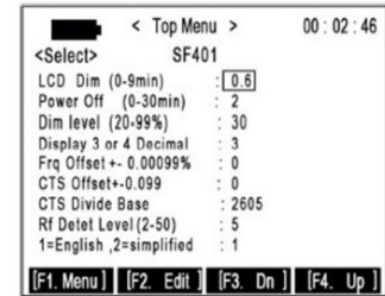 < Top Menu > 00 : 02 : 46
<Select> SF401
LCD Dim (0-9min) : 0.6
Power Off (0-30min) : 2
Dim level (20-99%) : 30
Display 3 or 4 Decimal : 3
Frq Offset +- 0.00099% : 0
CTS Offset+-0.099 : 0
CTS Divide Base : 2605
Rf Detet Level (2-50) : 5
1=English ,2=simplified : 1
[F1. Menu] [F2. Edit ] [F3. Dn ] [F4. Up ]